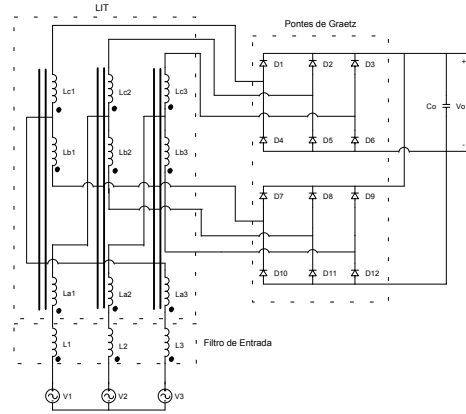 LIT
Pontes de Graetz
Lc1 Lc2 Lc3
D1 D2 D3
+
Co Vo
Lb1 Lb2 Lb3
D4 D5 D6
-
D7 D8 D9
D10 D11 D12
La1 La2 La3
L1 L2 L3
Filtro de Entrada
V1 V2 V3